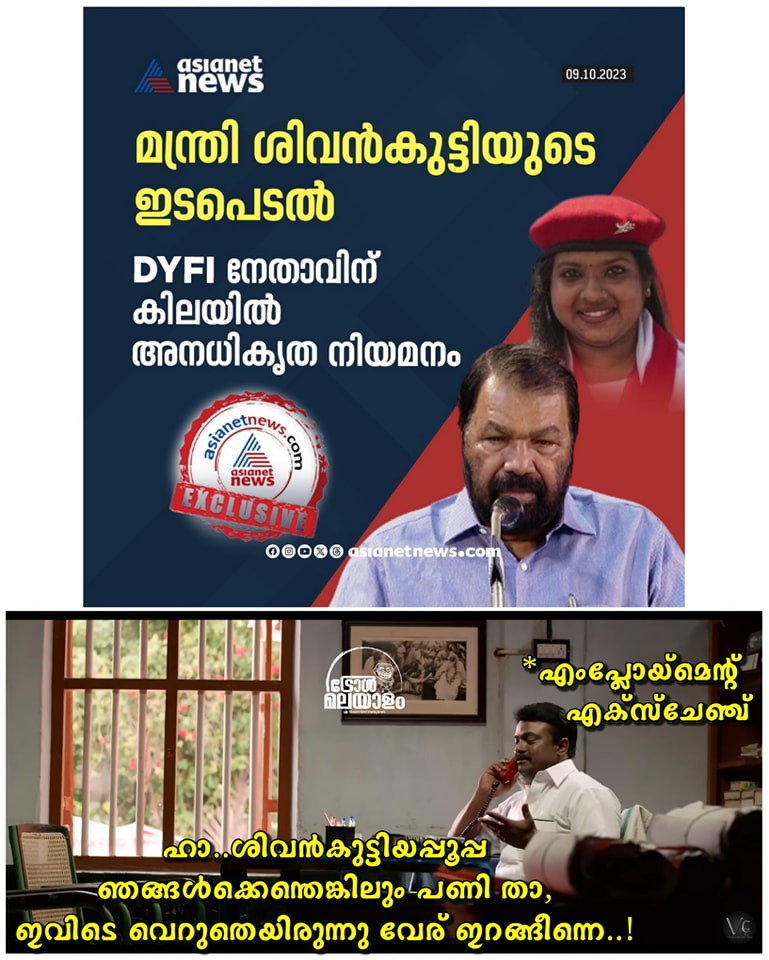 asianet
news
09.10.2023
മന്ത്രി ശിവൻകുട്ടിയുടെ
ഇടപെടൽ
DYFI നേതാവിന്
കിലയിൽ
അനധികൃത നിയമനം
asianetnews.com
asianet
news
EXCLUSIVE
asianetnews.com
ട്രോൾ
മലയാളം
*എംപ്ലോയ്മെന്റ്
എക്സ്ചേഞ്ച്
ഹാ..ശിവൻകുട്ടിയപ്പൂപ്പ
ഞങ്ങൾക്കെന്തെങ്കിലും പണി താ,
ഇവിടെ വെറുതെയിരുന്നു വേര് ഇറങ്ങീന്നെ..!
VG